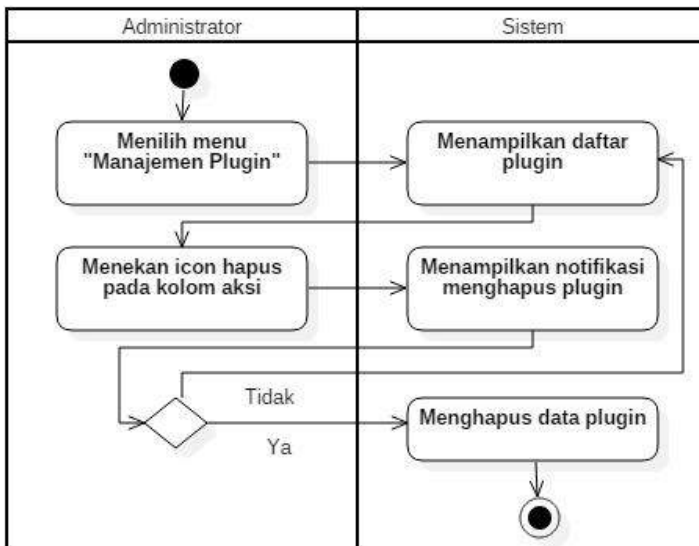 Administrator
Sistem
Menilih menu
"Manajemen Plugin"
Menampilkan daftar
plugin
Menekan icon hapus
pada kolom aksi
Menampilkan notifikasi
menghapus plugin
Tidak
Ya
Menghapus data plugin